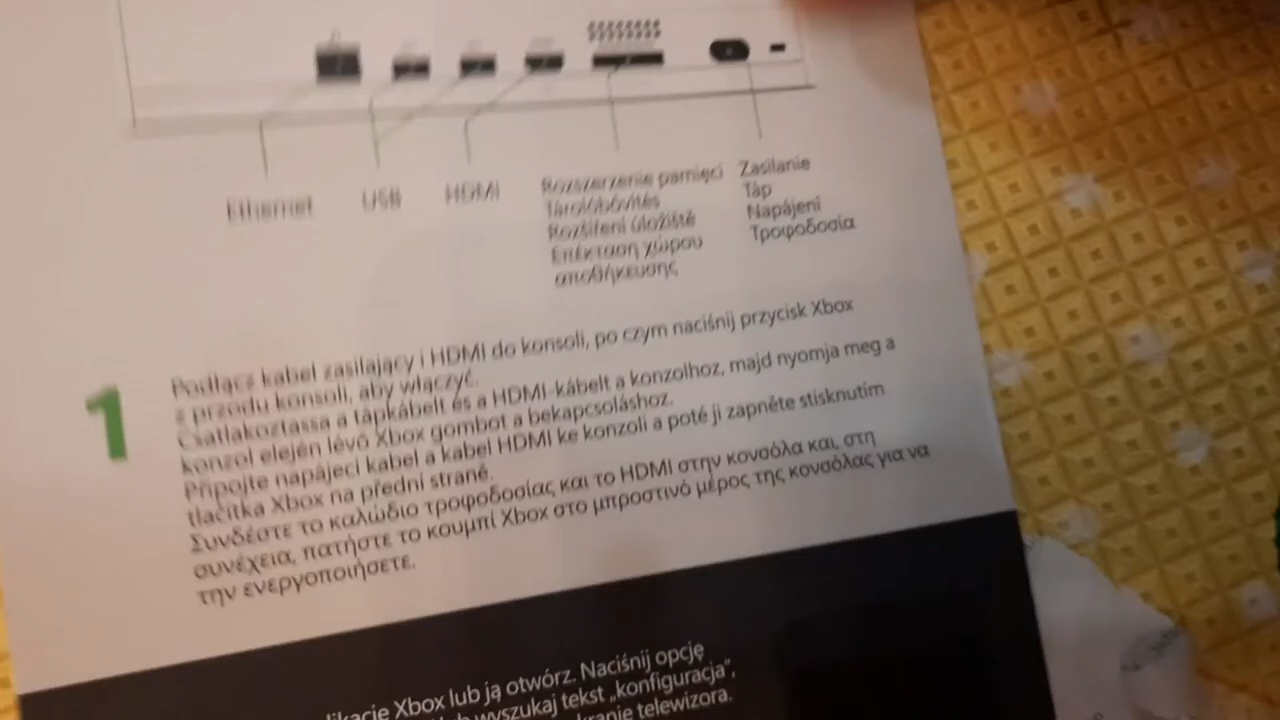 Ethernet
USB
HDMI
Rozszerzenie pamięci
Tárolóbővítés
Rozšíření úložiště
Επέκταση χώρου
αποθήκευσης
Zasilanie
Táp
Napájení
Τροφοδοσία
1
Podłącz kabel zasilający i HDMI do konsoli, po czym naciśnij przycisk Xbox
z przodu konsoli, aby włączyć.
Csatlakoztassa a tápkábelt és a HDMI-kábelt a konzolhoz, majd nyomja meg a
konzol elején lévő Xbox gombot a bekapcsoláshoz.
Připojte napájecí kabel a kabel HDMI ke konzoli a poté ji zapněte stisknutím
tlačítka Xbox na přední straně.
Συνδέστε το καλώδιο τροφοδοσίας και το HDMI στην κονσόλα και, στη
συνέχεια, πατήστε το κουμπί Xbox στο μπροστινό μέρος της κονσόλας για να
την ενεργοποιήσετε.
Xbox lub ją otwórz. Naciśnij opcję
wyszukaj tekst „konfiguracja”,
telewizora.